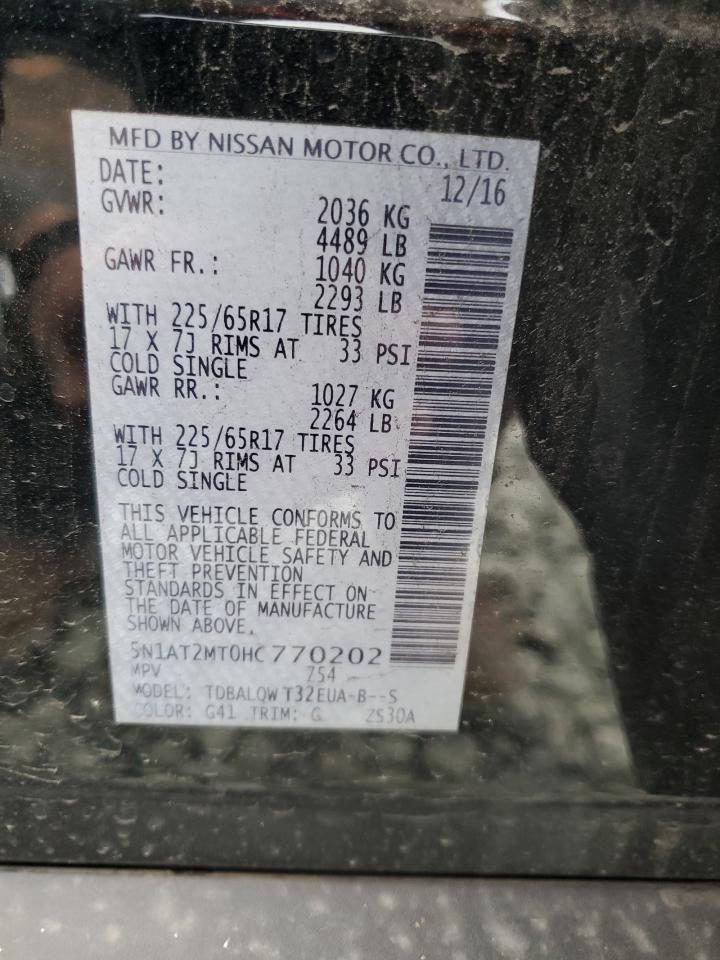 MFD BY NISSAN MOTOR CO., LTD.
DATE: 12/16
GVWR: 2036 KG
4489 LB
GAWR FR.: 1040 KG
2293 LB
WITH 225/65R17 TIRES
17 X 7J RIMS AT 33 PSI
COLD SINGLE
GAWR RR.: 1027 KG
2264 LB
WITH 225/65R17 TIRES
17 X 7J RIMS AT 33 PSI
COLD SINGLE
THIS VEHICLE CONFORMS TO
ALL APPLICABLE FEDERAL
MOTOR VEHICLE SAFETY AND
THEFT PREVENTION
STANDARDS IN EFFECT ON
THE DATE OF MANUFACTURE
SHOWN ABOVE.
5N1AT2MT0HC770202
MPV 754
MODEL: TDBALQW T32EUA-B--S
COLOR: G41 TRIM: G ZS30A